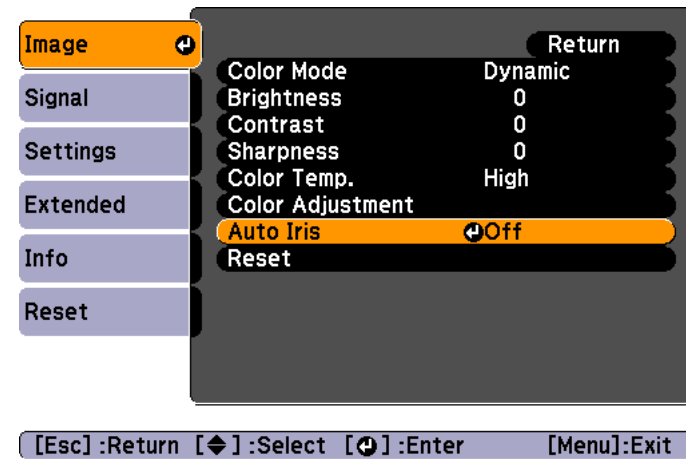 Image
Signal
Settings
Extended
Info
Reset
Return
Color Mode Dynamic
Brightness 0
Contrast 0
Sharpness 0
Color Temp. High
Color Adjustment
Auto Iris Off
Reset
[Esc] :Return [◆] :Select [⏎] :Enter [Menu]:Exit